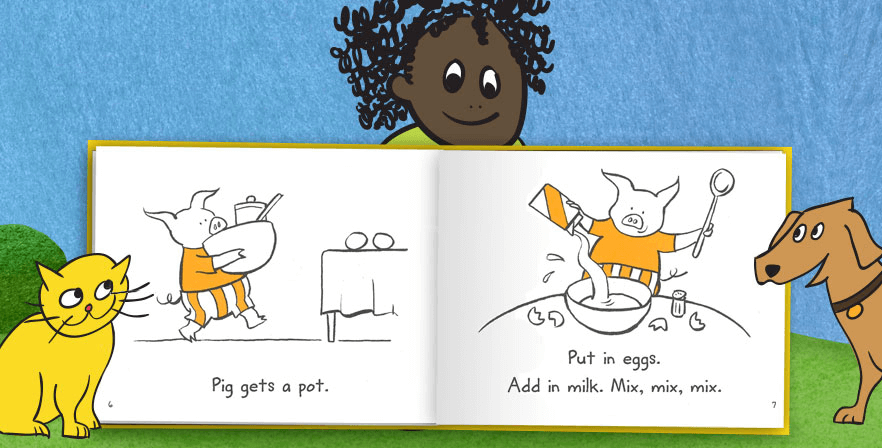 Pig gets a pot.
6
Put in eggs.
Add in milk. Mix, mix, mix.
7